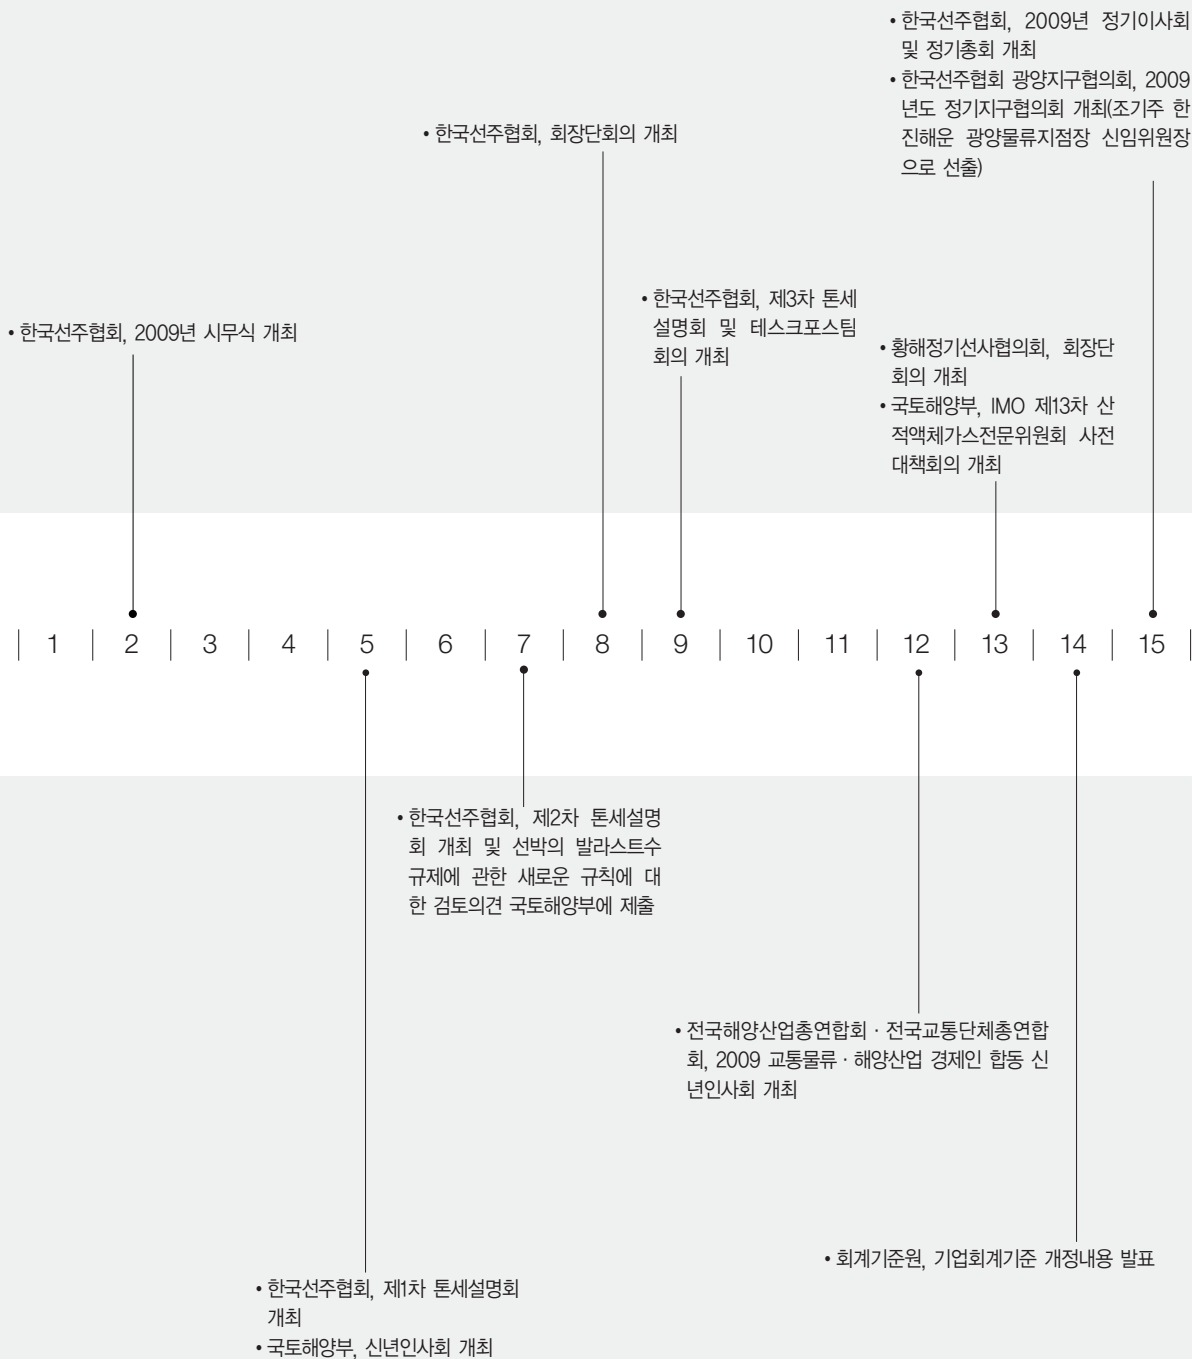 • 한국선주협회, 2009년 정기이사회
및 정기총회 개최
• 한국선주협회 광양지구협의회, 2009
년도 정기지구협의회 개최(조기주 한
진해운 광양물류지점장 신임위원장
으로 선출)
• 한국선주협회, 회장단회의 개최
• 한국선주협회, 제3차 톤세
설명회 및 테스크포스팀
회의 개최
• 한국선주협회, 2009년 시무식 개최
• 황해정기선사협의회, 회장단
회의 개최
• 국토해양부, IMO 제13차 산
적액체가스전문위원회 사전
대책회의 개최
1 2 3 4 5 6 7 8 9 10 11 12 13 14 15
• 한국선주협회, 제2차 톤세설명
회 개최 및 선박의 발라스트수
규제에 관한 새로운 규칙에 대
한 검토의견 국토해양부에 제출
• 전국해양산업총연합회 · 전국교통단체총연합
회, 2009 교통물류 · 해양산업 경제인 합동 신
년인사회 개최
• 회계기준원, 기업회계기준 개정내용 발표
• 한국선주협회, 제1차 톤세설명회
개최
• 국토해양부, 신년인사회 개최